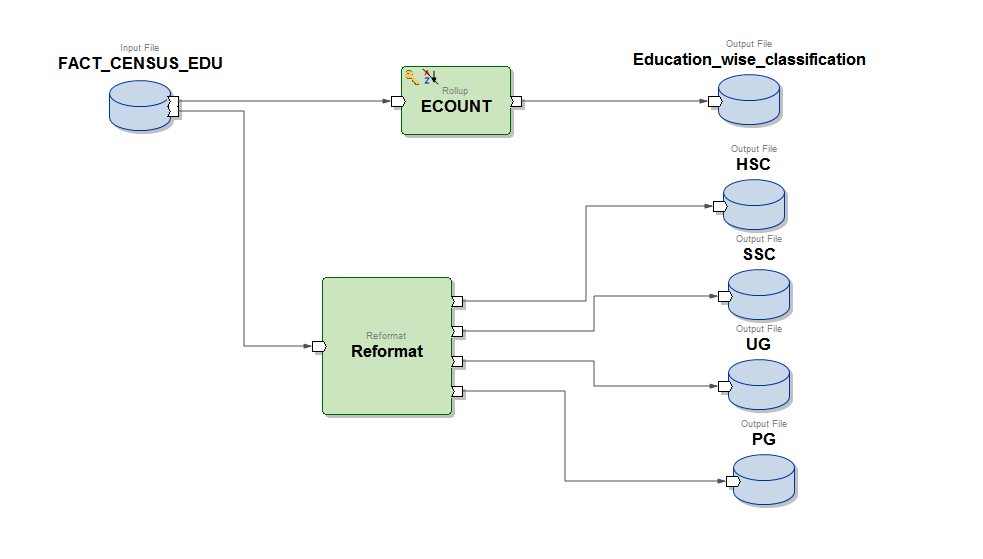 Input File
FACT_CENSUS_EDU
Rollup
ECOUNT
Output File
Education_wise_classification
Output File
HSC
Output File
SSC
Reformat
Reformat
Output File
UG
Output File
PG